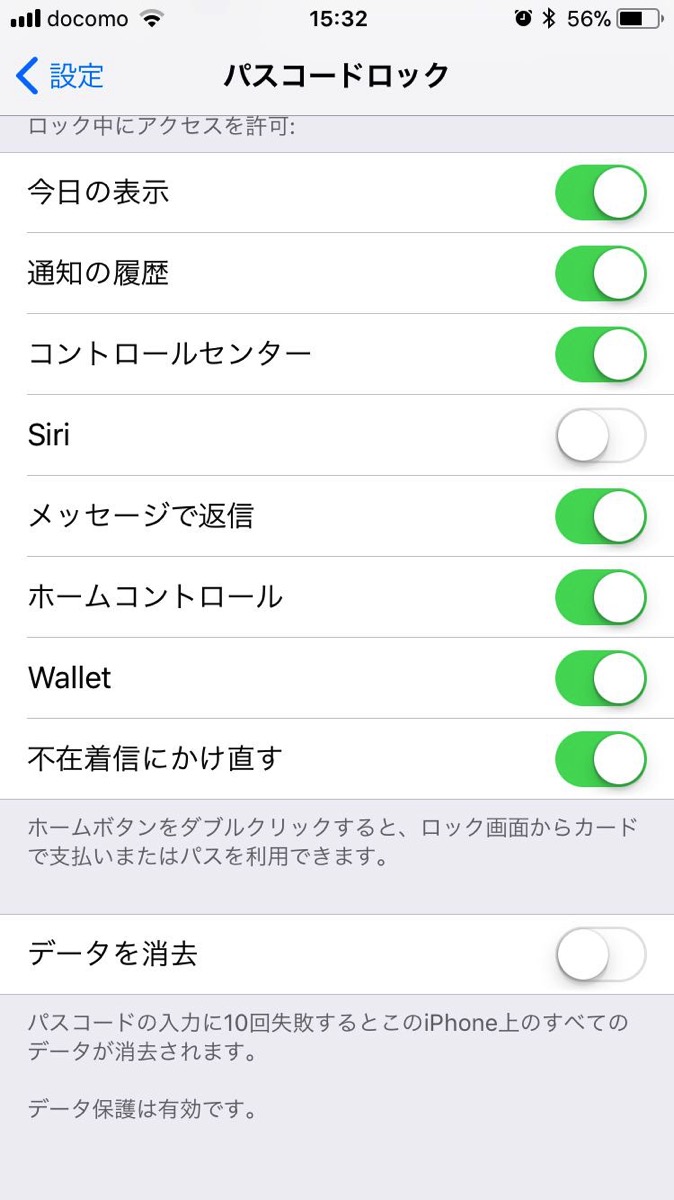 docomo 15:32 56%
設定 パスコードロック
ロック中にアクセスを許可:
今日の表示
通知の履歴
コントロールセンター
Siri
メッセージで返信
ホームコントロール
Wallet
不在着信にかけ直す
ホームボタンをダブルクリックすると、ロック画面からカード
で支払いまたはパスを利用できます。
データを消去
パスコードの入力に10回失敗するとこのiPhone上のすべての
データが消去されます。
データ保護は有効です。